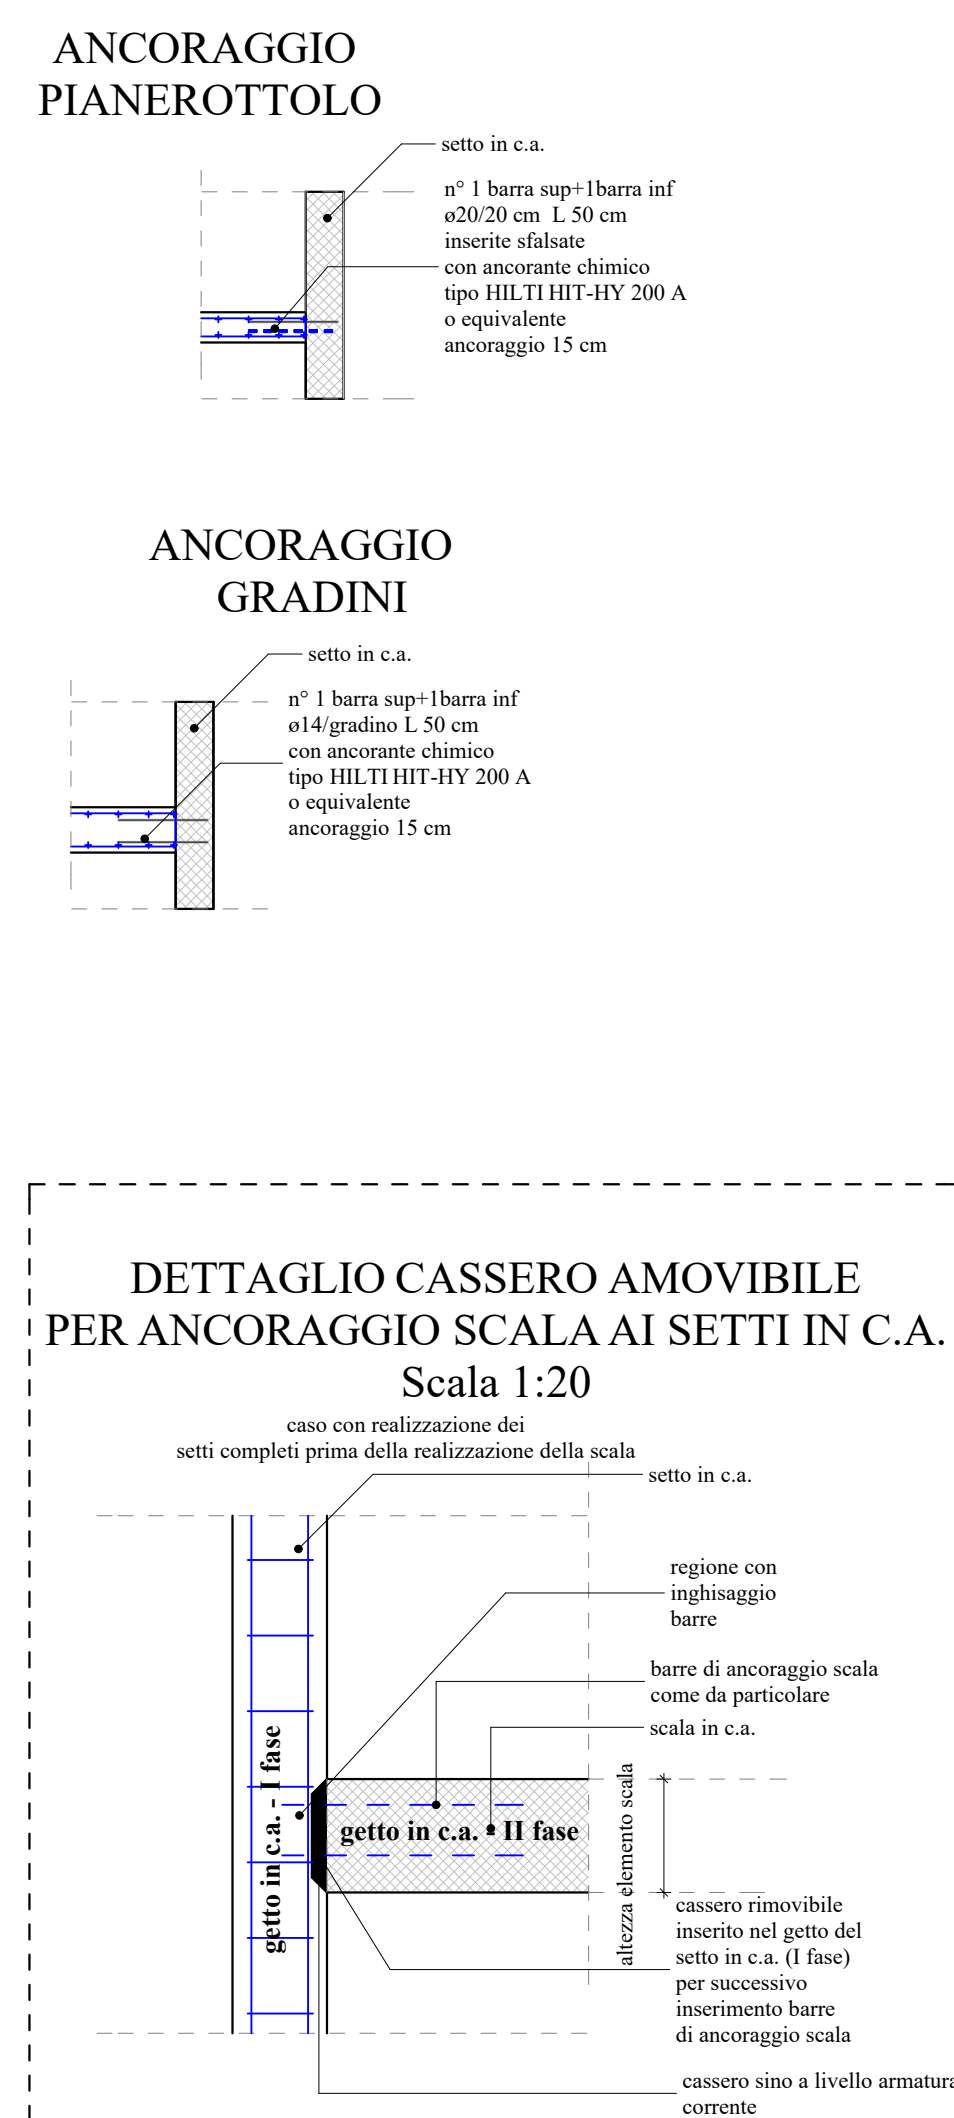 ANCORAGGIO
PIANEROTTOLO
setto in c.a.
n° 1 barra sup+1barra inf
ø20/20 cm L 50 cm
inserite sfalsate
con ancorante chimico
tipo HILTI HIT-HY 200 A
o equivalente
ancoraggio 15 cm
ANCORAGGIO
GRADINI
setto in c.a.
n° 1 barra sup+1barra inf
ø14/gradino L 50 cm
con ancorante chimico
tipo HILTI HIT-HY 200 A
o equivalente
ancoraggio 15 cm
DETTAGLIO CASSERO AMOVIBILE
PER ANCORAGGIO SCALA AI SETTI IN C.A.
Scala 1:20
caso con realizzazione dei
setti completi prima della realizzazione della scala
setto in c.a.
regione con
inghisaggio
barre
barre di ancoraggio scala
come da particolare
scala in c.a.
getto in c.a. - I fase
getto in c.a. - II fase
altezza elemento scala
cassero rimovibile
inserito nel getto del
setto in c.a. (I fase)
per successivo
inserimento barre
di ancoraggio scala
cassero sino a livello armatura
corrente